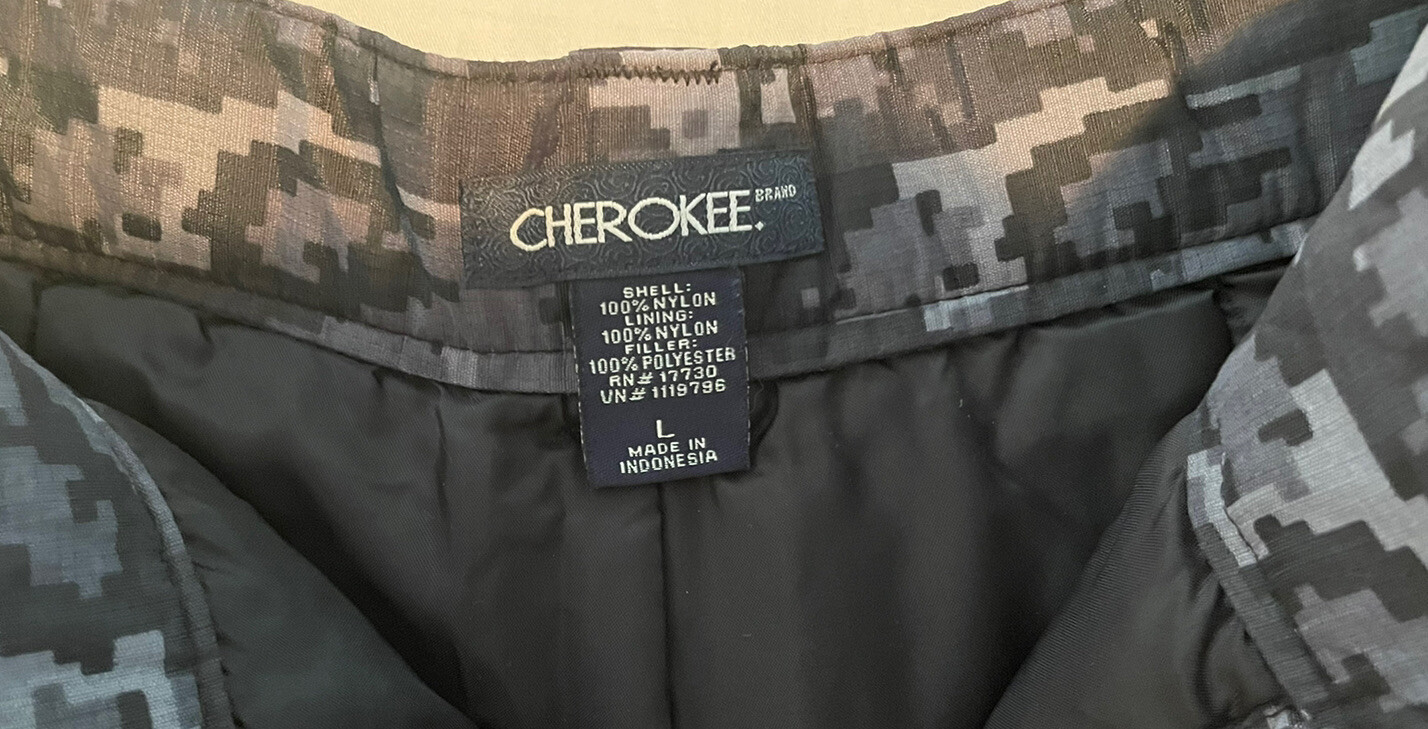 CHEROKEE. BRAND
SHELL:
100% NYLON
LINING:
100% NYLON
FILLER:
100% POLYESTER
RN# 17730
VN# 1119796
L
MADE IN
INDONESIA